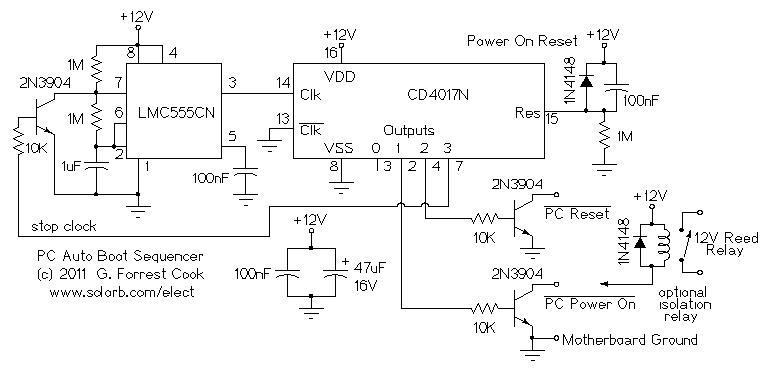 +12V
+12V
+12V
8
4
16
Power On Reset
1M
2N3904
7
3
14
VDD
CD4017N
1N4148
LMC555CN
Clk
100nF
6
1M
13
Clk
Res
15
Outputs
10K
2
5
VSS
0
1
2
3
1M
1uF
1
100nF
8
3
2
4
7
2N3904
+12V
stop clock
+12V
PC Reset
10K
1N4148
12V Reed
Relay
PC Auto Boot Sequencer
(c) 2011 G. Forrest Cook
www.solorb.com/elect
100nF
+
47uF
16V
2N3904
PC Power On
optional
isolation
relay
10K
Motherboard Ground